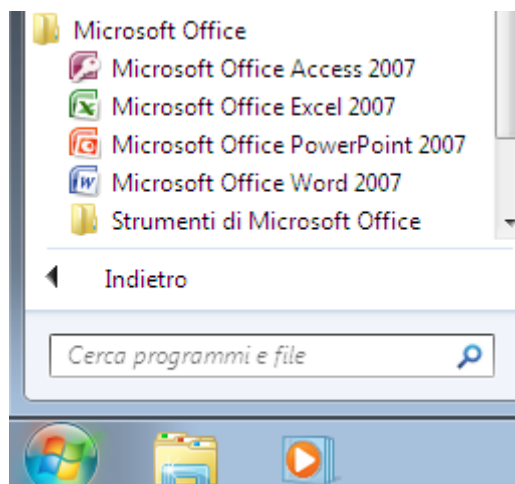 Microsoft Office
Microsoft Office Access 2007
Microsoft Office Excel 2007
Microsoft Office PowerPoint 2007
Microsoft Office Word 2007
Strumenti di Microsoft Office
Indietro
Cerca programmi e file